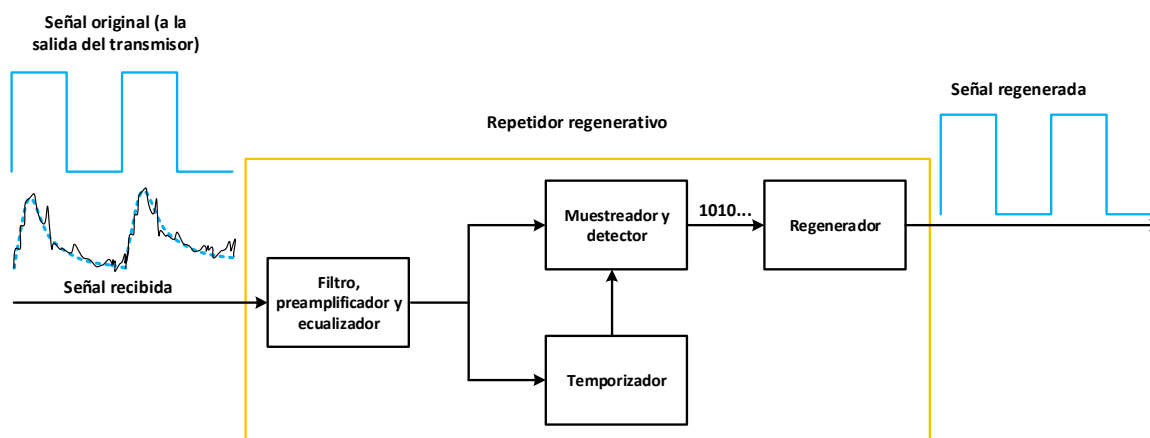 Señal original (a la
salida del transmisor)
Señal regenerada
Repetidor regenerativo
Muestreador y
detector
1010...
Regenerador
Señal recibida
Filtro,
preamplificador y
ecualizador
Temporizador